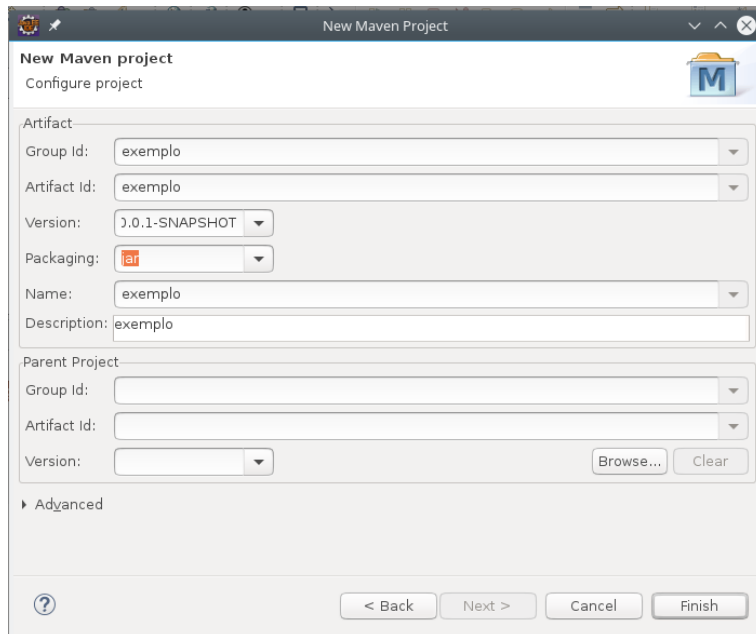 New Maven Project
New Maven project
Configure project
M
Artifact
Group Id: exemplo
Artifact Id: exemplo
Version: 0.0.1-SNAPSHOT
Packaging: jar
Name: exemplo
Description: exemplo
Parent Project
Group Id:
Artifact Id:
Version: Browse... Clear
Advanced
? < Back Next > Cancel Finish